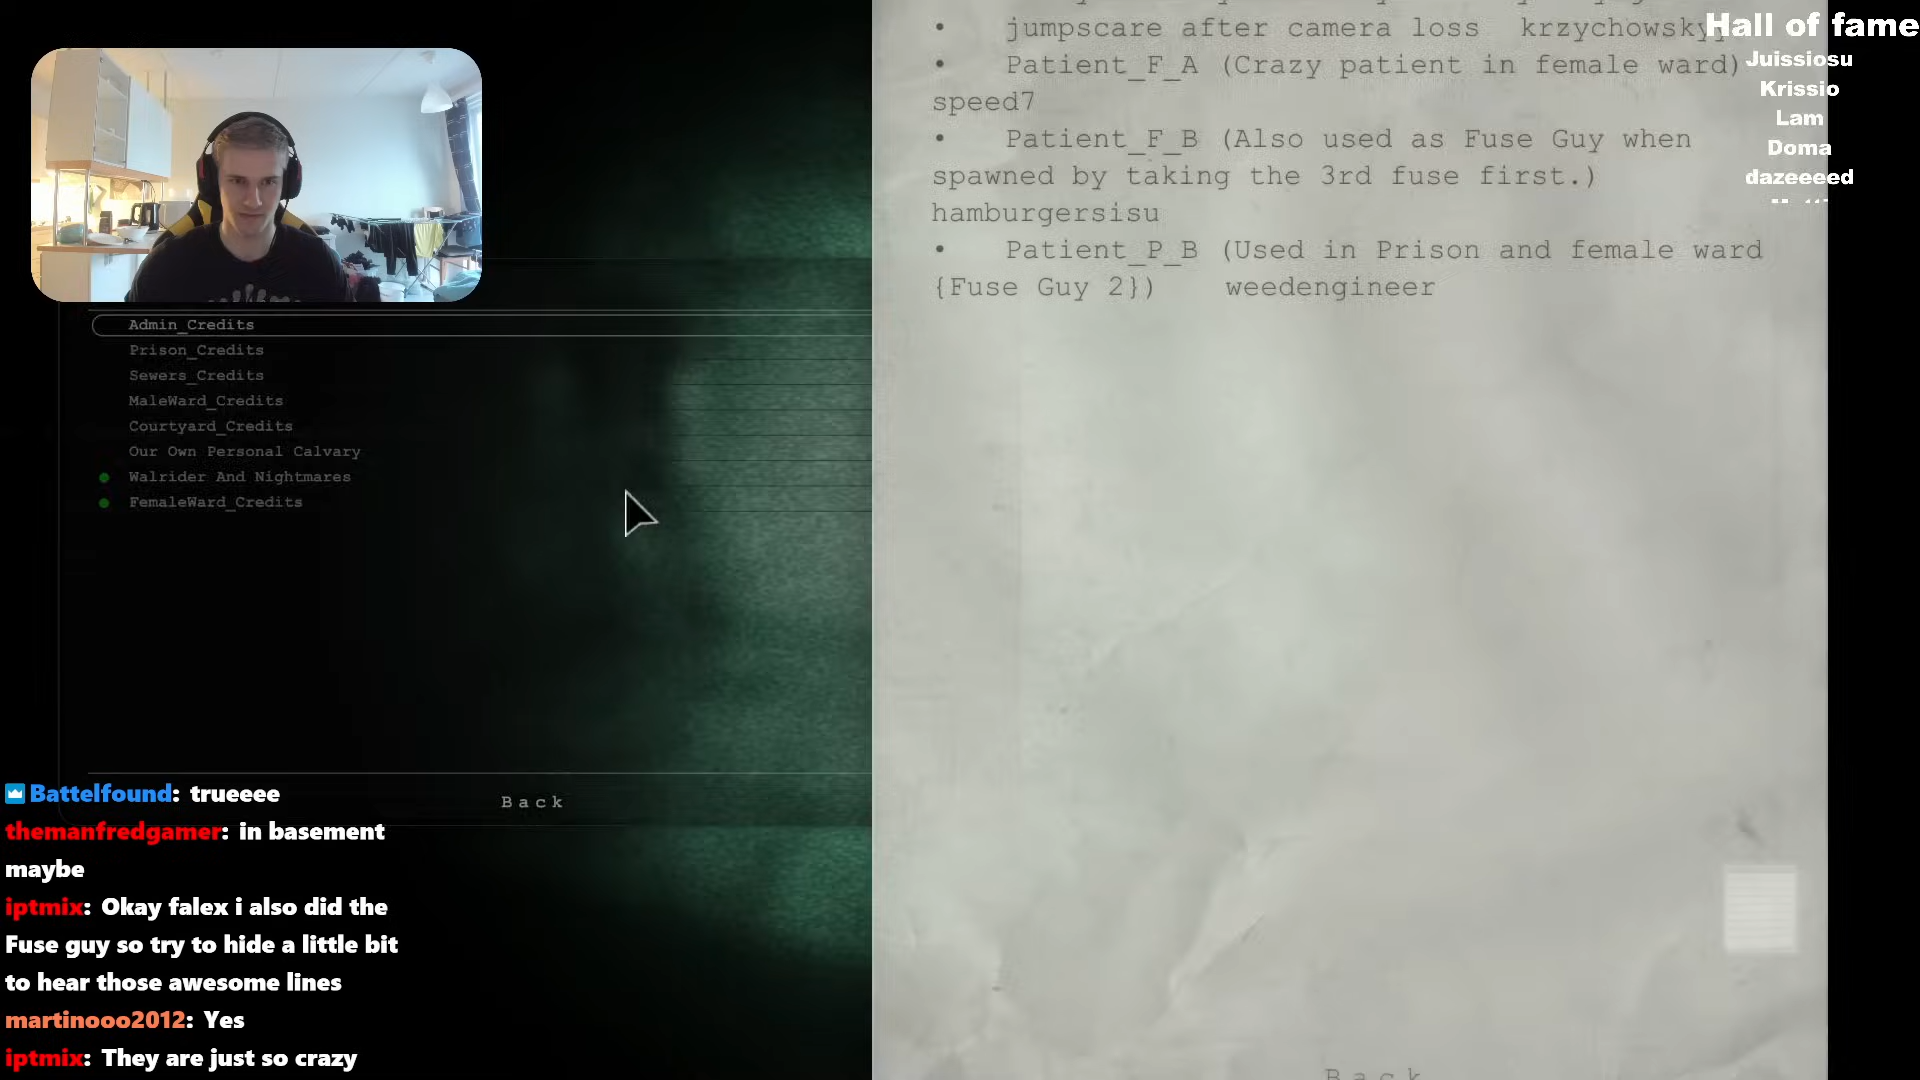 jumpscare after camera loss krzychowsky
• Patient_F_A (Crazy patient in female ward)
speed7
• Patient_F_B (Also used as Fuse Guy when
spawned by taking the 3rd fuse first.)
hamburgersisu
• Patient_P_B (Used in Prison and female ward
{Fuse Guy 2}) weedengineer
Back
Hall of fame
Juissiosu
Krissio
Lam
Doma
dazeeeed
Admin_Credits
Prison_Credits
Sewers_Credits
MaleWard_Credits
Courtyard_Credits
Our Own Personal Calvary
Walrider And Nightmares
FemaleWard_Credits
Back
Battelfound: trueeee
themanfredgamer: in basement
maybe
iptmix: Okay falex i also did the
Fuse guy so try to hide a little bit
to hear those awesome lines
martinooo2012: Yes
iptmix: They are just so crazy